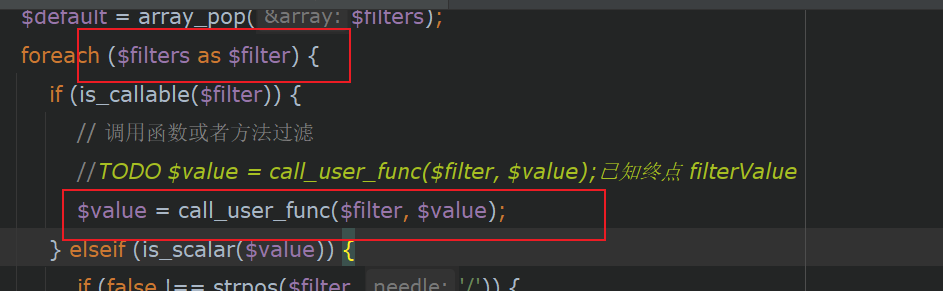 $default = array_pop( &array: $filters);
foreach ($filters as $filter) {
if (is_callable($filter)) {
// 调用函数或者方法过滤
//TODO $value = call_user_func($filter, $value);已知终点 filterValue
$value = call_user_func($filter, $value);
} elseif (is_scalar($value)) {
if (false !== strpos($filter, needle: '/')) {